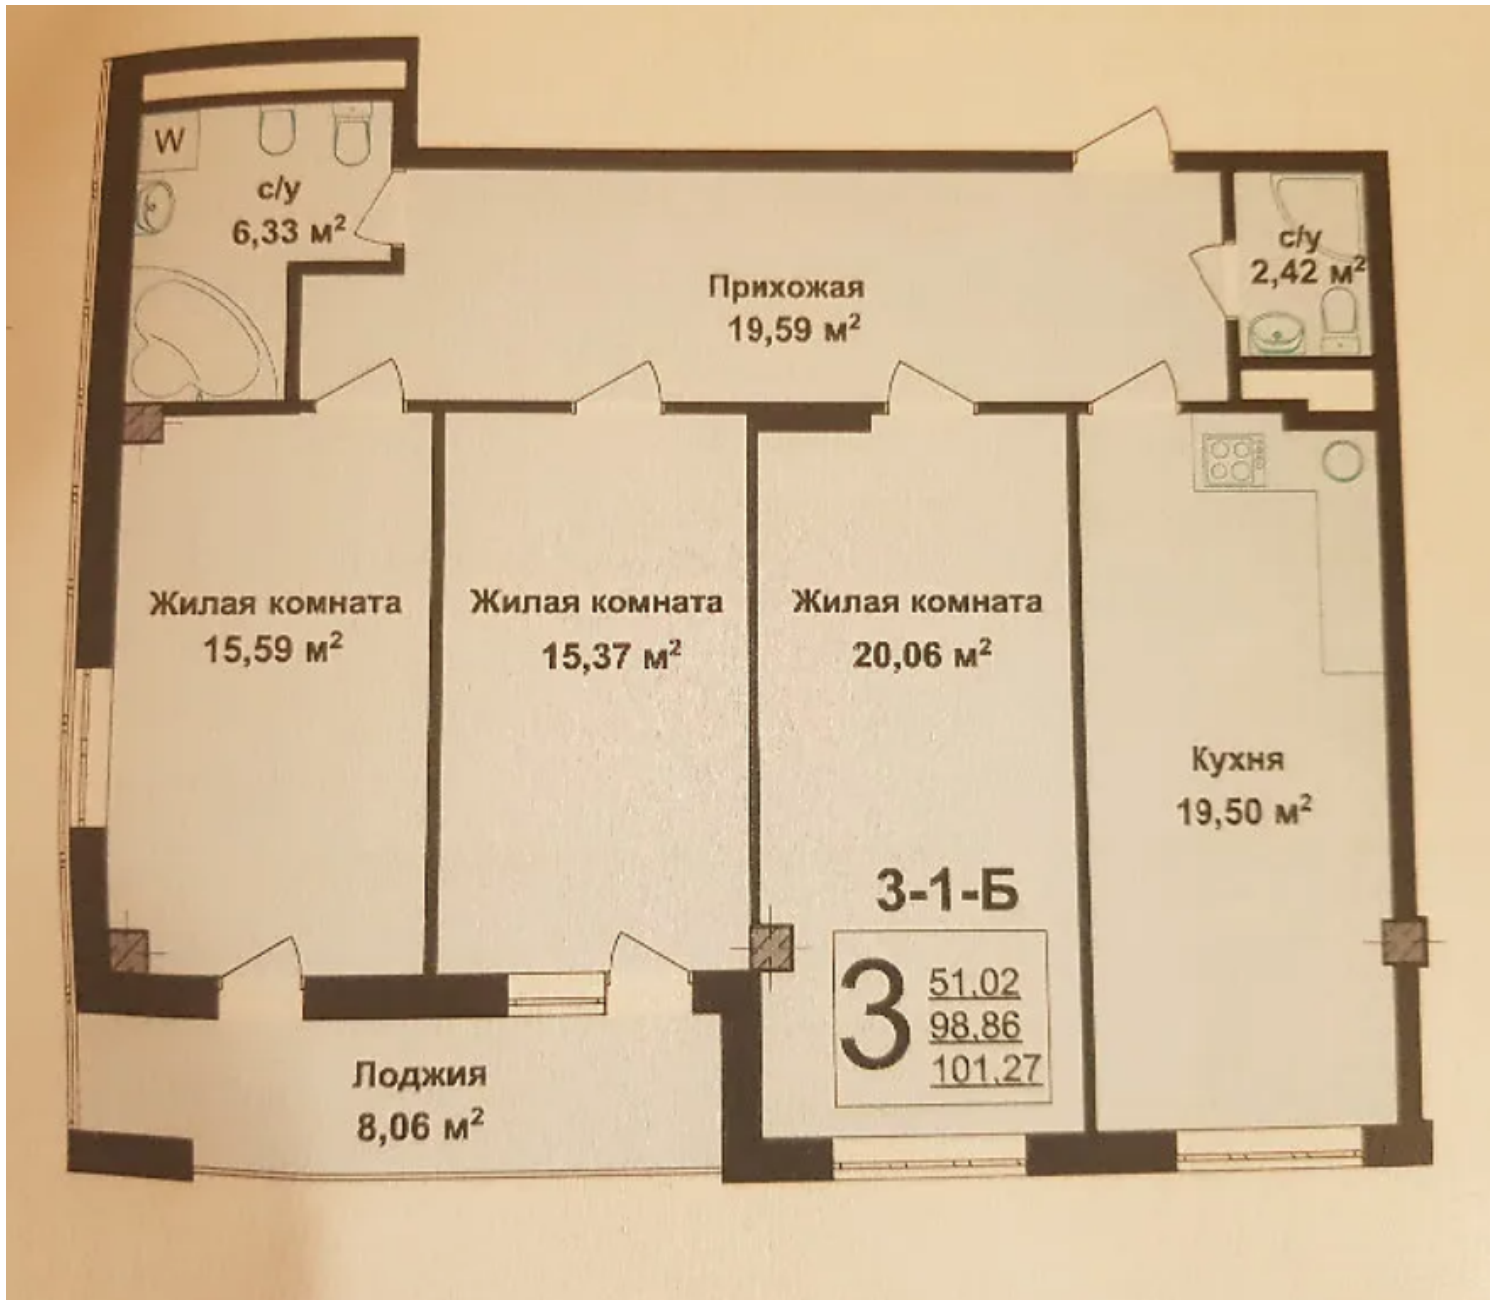 W
с/у
6,33 м²
Прихожая
19,59 м²
с/у
2,42 м²
Жилая комната
15,59 м²
Жилая комната
15,37 м²
Жилая комната
20,06 м²
Кухня
19,50 м²
3-1-Б
3
51,02
98,86
101,27
Лоджия
8,06 м²